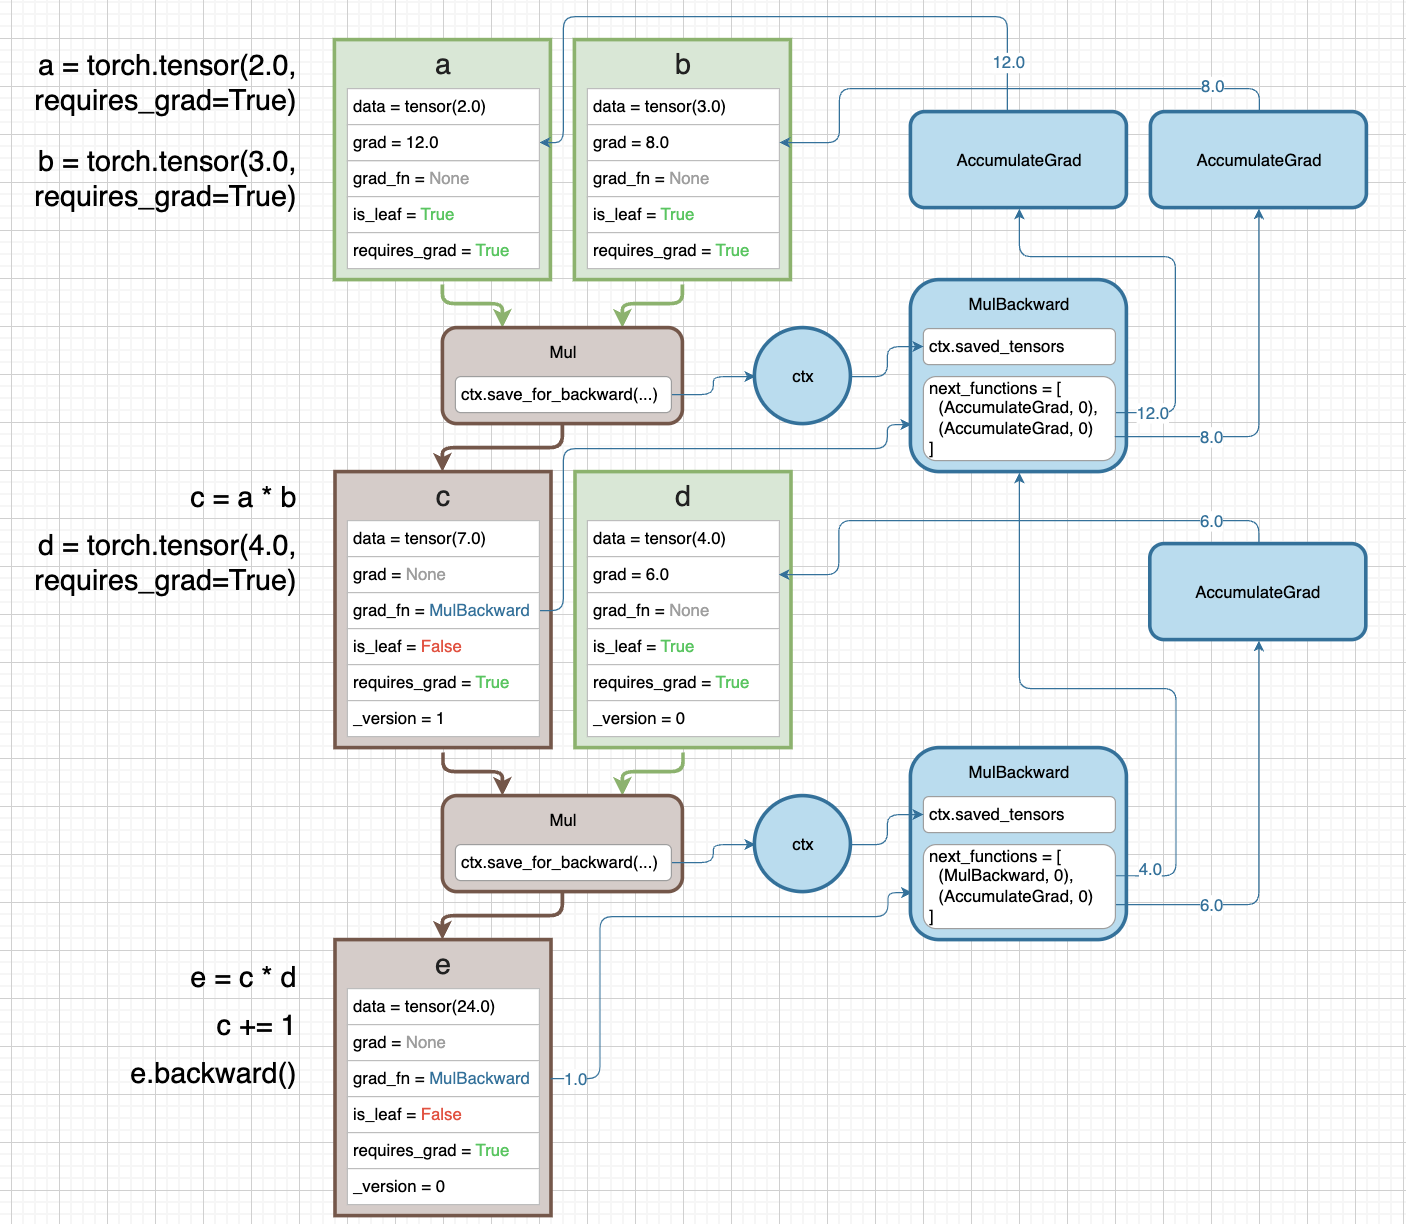 a = torch.tensor(2.0,
requires_grad=True)
b = torch.tensor(3.0,
requires_grad=True)
a
data = tensor(2.0)
grad = 12.0
grad_fn = None
is_leaf = True
requires_grad = True
b
data = tensor(3.0)
grad = 8.0
grad_fn = None
is_leaf = True
requires_grad = True
12.0
8.0
AccumulateGrad
AccumulateGrad
Mul
ctx.save_for_backward(...)
ctx
MulBackward
ctx.saved_tensors
next_functions = [
(AccumulateGrad, 0),
(AccumulateGrad, 0)
]
12.0
8.0
c = a * b
d = torch.tensor(4.0,
requires_grad=True)
c
data = tensor(7.0)
grad = None
grad_fn = MulBackward
is_leaf = False
requires_grad = True
_version = 1
d
data = tensor(4.0)
grad = 6.0
grad_fn = None
is_leaf = True
requires_grad = True
_version = 0
6.0
AccumulateGrad
Mul
ctx.save_for_backward(...)
ctx
MulBackward
ctx.saved_tensors
next_functions = [
(MulBackward, 0),
(AccumulateGrad, 0)
]
4.0
6.0
e = c * d
c += 1
e.backward()
e
data = tensor(24.0)
grad = None
grad_fn = MulBackward
is_leaf = False
requires_grad = True
_version = 0
1.0